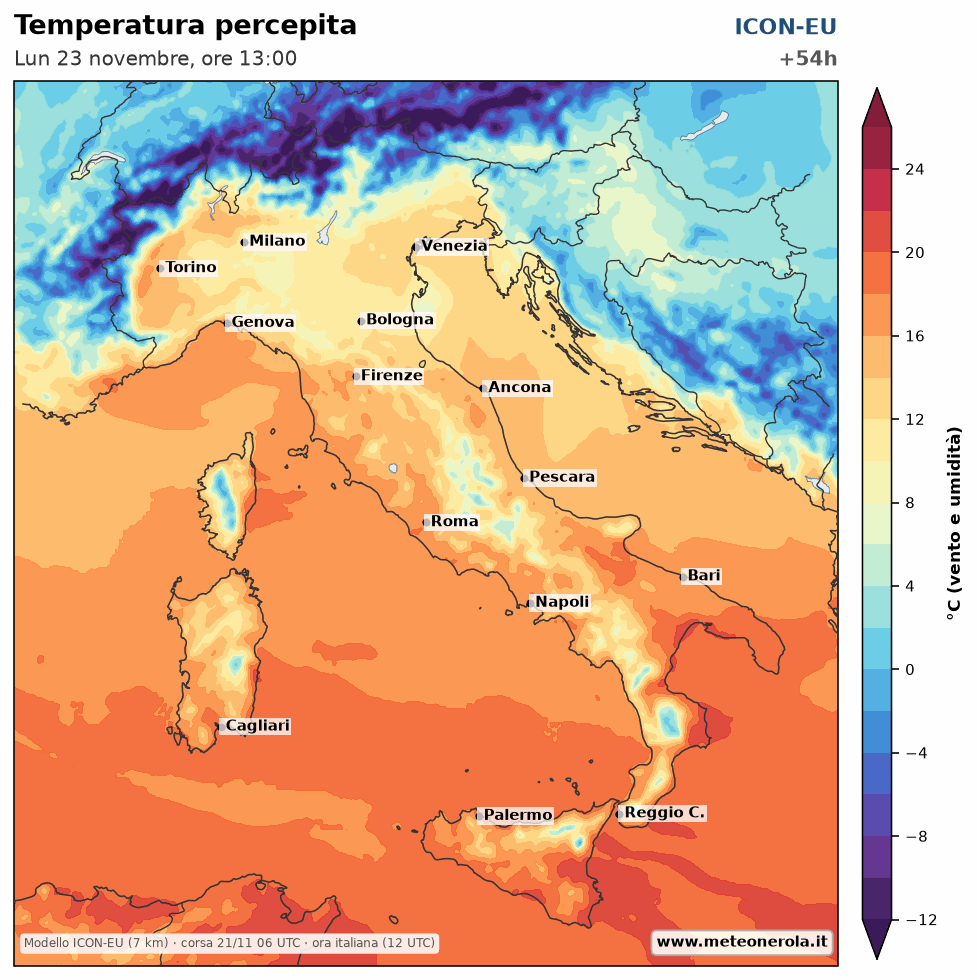 Temperatura percepita
ICON-EU
Lun 23 novembre, ore 13:00
+54h
Milano
Venezia
Torino
Genova
Bologna
Firenze
Ancona
Pescara
Roma
Bari
Napoli
Cagliari
Palermo
Reggio C.
24
20
16
12
8
4
0
−4
−8
−12
°C (vento e umidità)
Modello ICON-EU (7 km) · corsa 21/11 06 UTC · ora italiana (12 UTC)
www.meteonerola.it